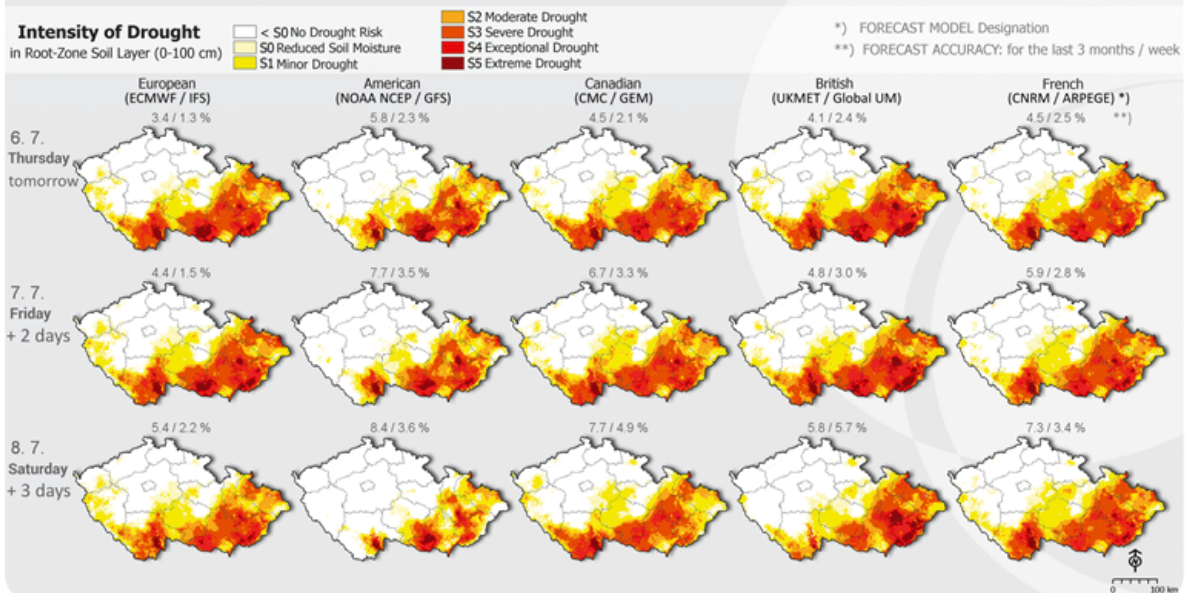 Intensity of Drought
in Root-Zone Soil Layer (0-100 cm)
< S0 No Drought Risk
S0 Reduced Soil Moisture
S1 Minor Drought
S2 Moderate Drought
S3 Severe Drought
S4 Exceptional Drought
S5 Extreme Drought
*) FORECAST MODEL Designation
**) FORECAST ACCURACY: for the last 3 months / week
European
(ECMWF / IFS)
American
(NOAA NCEP / GFS)
Canadian
(CMC / GEM)
British
(UKMET / Global UM)
French
(CNRM / ARPEGE) *)
3.4 / 1.3 %
5.8 / 2.3 %
4.5 / 2.1 %
4.1 / 2.4 %
4.5 / 2.5 % **)
6. 7.
Thursday
tomorrow
4.4 / 1.5 %
7.7 / 3.5 %
6.7 / 3.3 %
4.8 / 3.0 %
5.9 / 2.8 %
7. 7.
Friday
+ 2 days
5.4 / 2.2 %
8.4 / 3.6 %
7.7 / 4.9 %
5.8 / 5.7 %
7.3 / 3.4 %
8. 7.
Saturday
+ 3 days
N
0 100 km